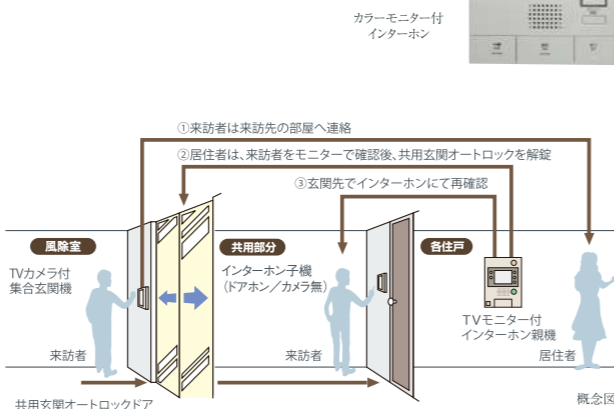 カラーモニター付
インターホン
①来訪者は来訪先の部屋へ連絡
②居住者は、来訪者をモニターで確認後、共用玄関オートロックを解錠
③玄関先でインターホンにて再確認
風除室
共用部分
各住戸
TVカメラ付
集合玄関機
インターホン子機
(ドアホン/カメラ無)
TVモニター付
インターホン親機
来訪者
来訪者
居住者
共用玄関オートロックドア
概念図